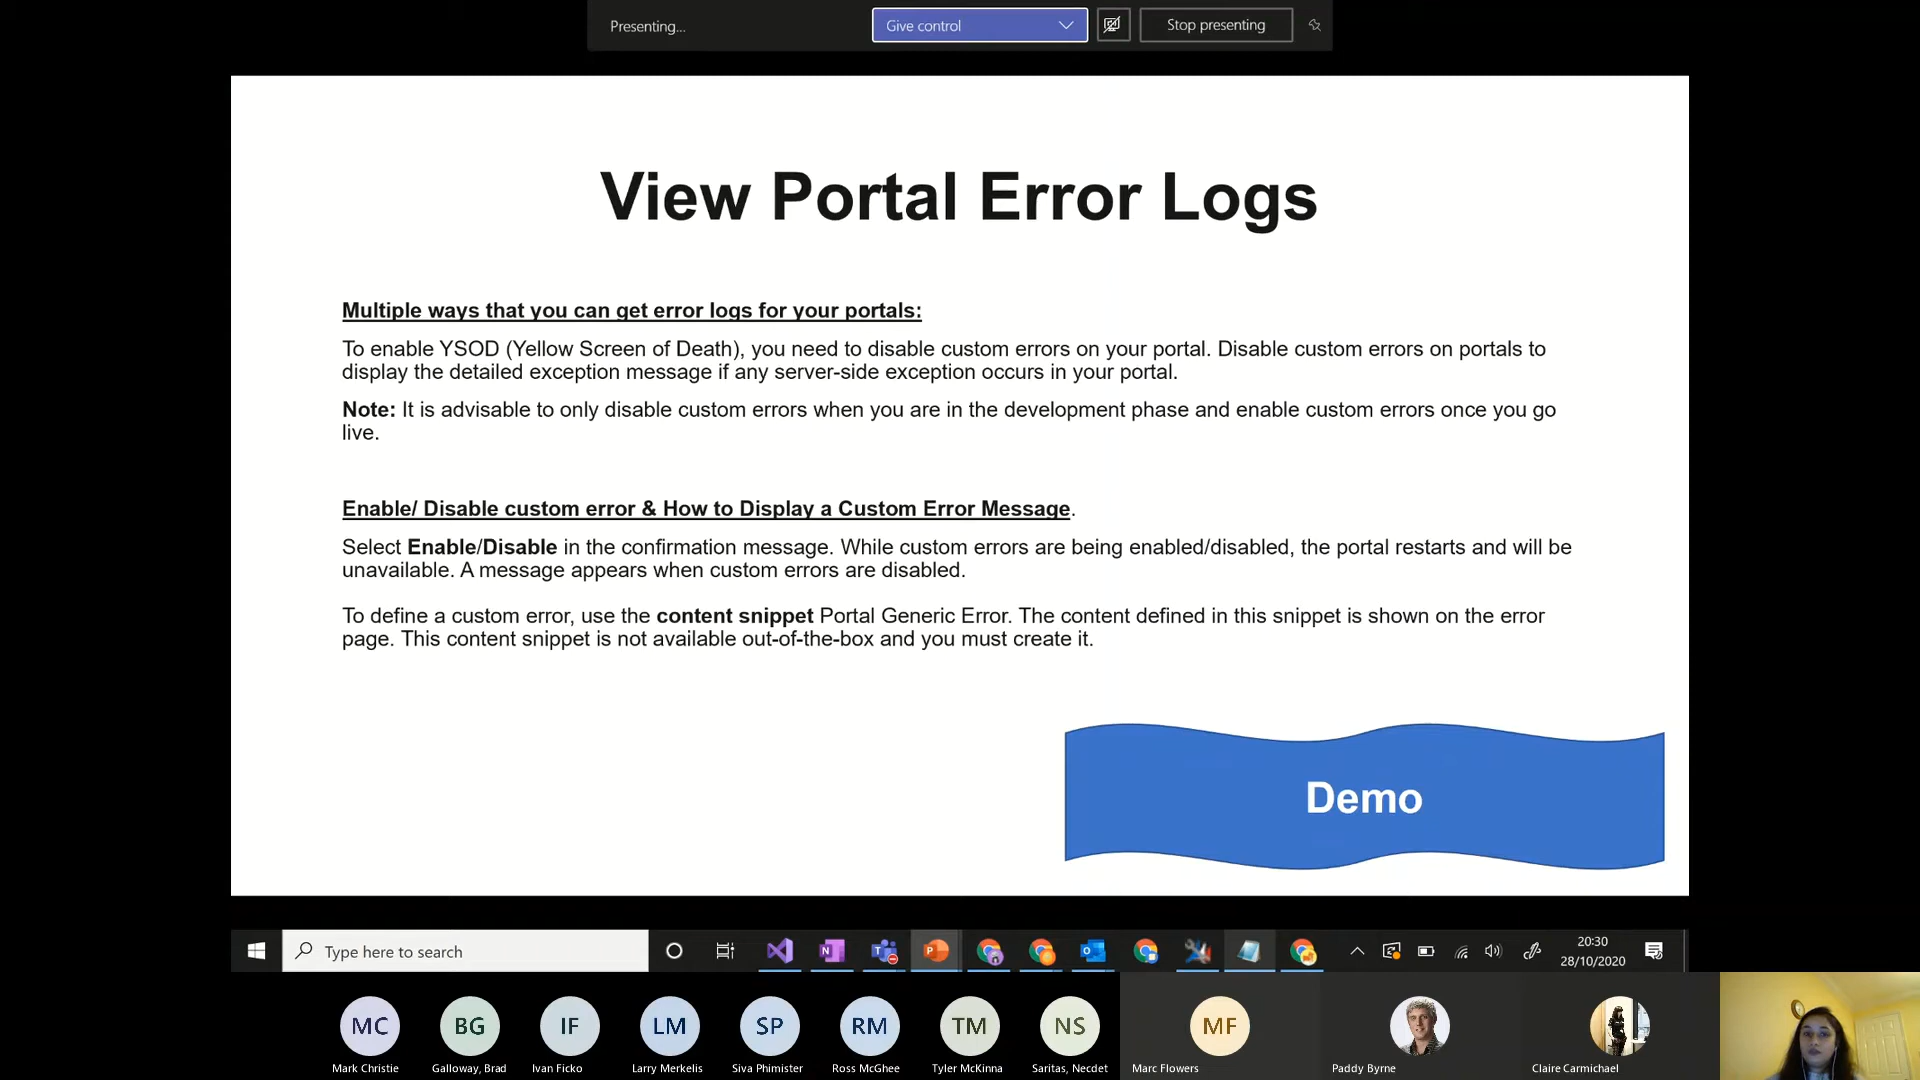 Presenting...
Give control
Stop presenting
View Portal Error Logs
Multiple ways that you can get error logs for your portals:
To enable YSOD (Yellow Screen of Death), you need to disable custom errors on your portal. Disable custom errors on portals to
display the detailed exception message if any server-side exception occurs in your portal.
Note: It is advisable to only disable custom errors when you are in the development phase and enable custom errors once you go
live.
Enable/ Disable custom error & How to Display a Custom Error Message.
Select Enable/Disable in the confirmation message. While custom errors are being enabled/disabled, the portal restarts and will be
unavailable. A message appears when custom errors are disabled.
To define a custom error, use the content snippet Portal Generic Error. The content defined in this snippet is shown on the error
page. This content snippet is not available out-of-the-box and you must create it.
Demo
Type here to search
20:30
28/10/2020
MC
BG
IF
LM
SP
RM
TM
NS
MF
Mark Christie
Galloway, Brad
Ivan Ficko
Larry Merkelis
Siva Phimister
Ross McGhee
Tyler McKinna
Saritas, Necdet
Marc Flowers
Paddy Byrne
Claire Carmichael